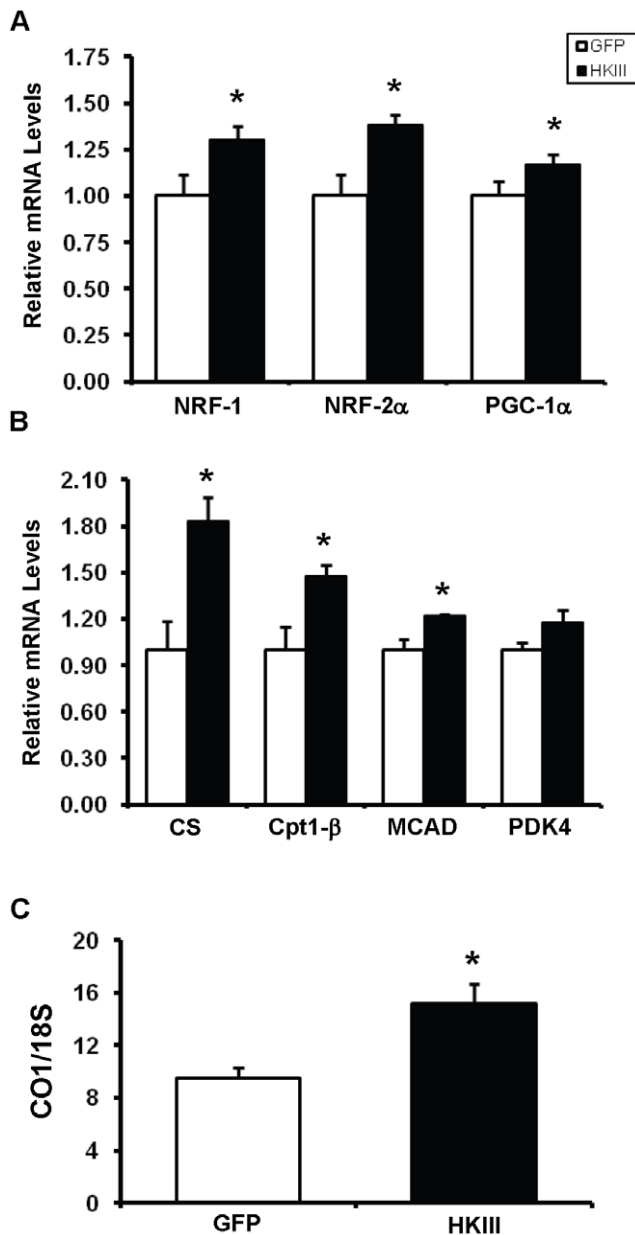 A
GFP
HKIII
Relative mRNA Levels
1.75
1.50
1.25
1.00
0.75
0.50
0.25
0.00
* * *
NRF-1 NRF-2α PGC-1α
B
Relative mRNA Levels
2.10
1.80
1.50
1.20
0.90
0.60
0.30
0.00
* * *
CS Cpt1-β MCAD PDK4
C
CO1/18S
20
16
12
8
4
0
*
GFP HKIII